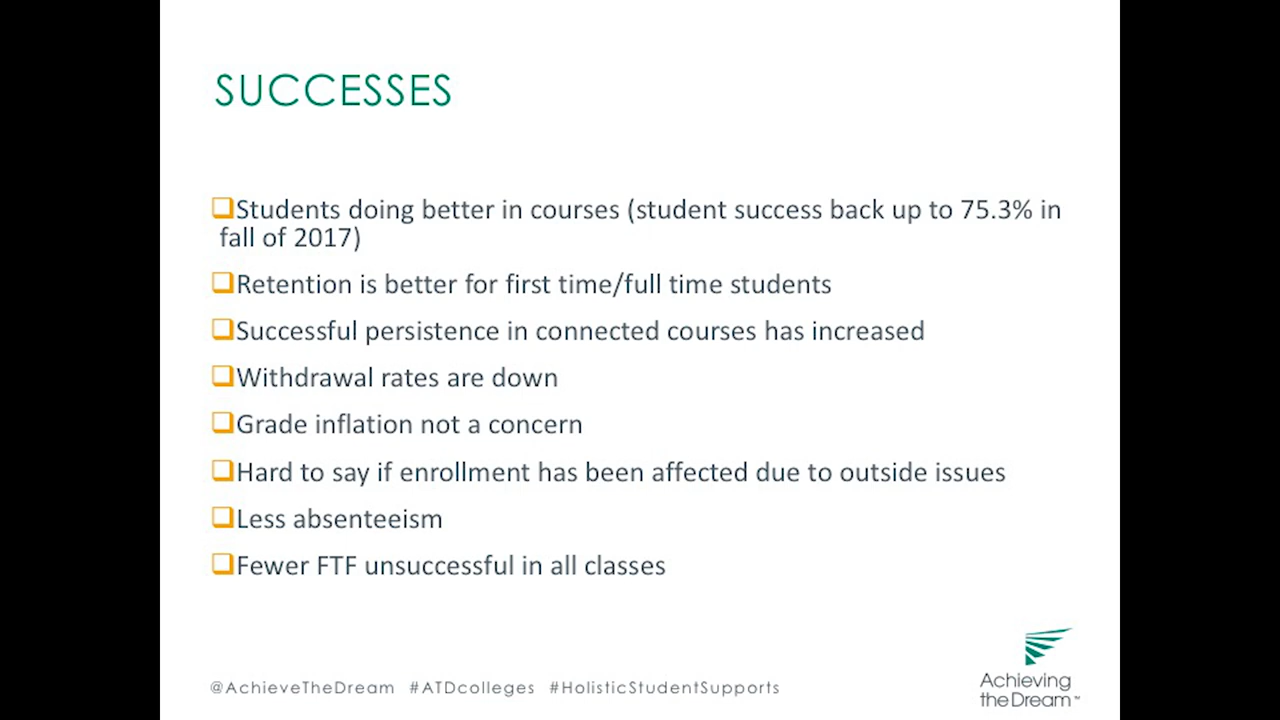 SUCCESSES
❑Students doing better in courses (student success back up to 75.3% in
fall of 2017)
❑Retention is better for first time/full time students
❑Successful persistence in connected courses has increased
❑Withdrawal rates are down
❑Grade inflation not a concern
❑Hard to say if enrollment has been affected due to outside issues
❑Less absenteeism
❑Fewer FTF unsuccessful in all classes
@AchieveTheDream #ATDcolleges #HolisticStudentSupports
Achieving
the Dream™